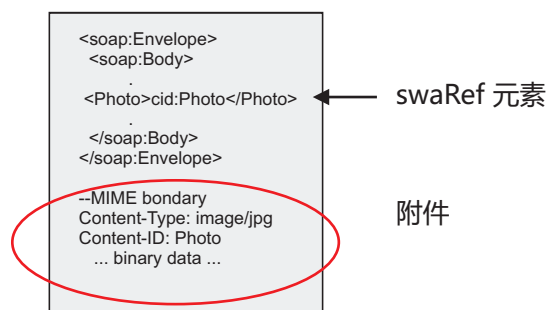 <soap:Envelope>
<soap:Body>
.
<Photo>cid:Photo</Photo>
swaRef 元素
.
</soap:Body>
</soap:Envelope>
--MIME bondary
Content-Type: image/jpg
附件
Content-ID: Photo
... binary data ...